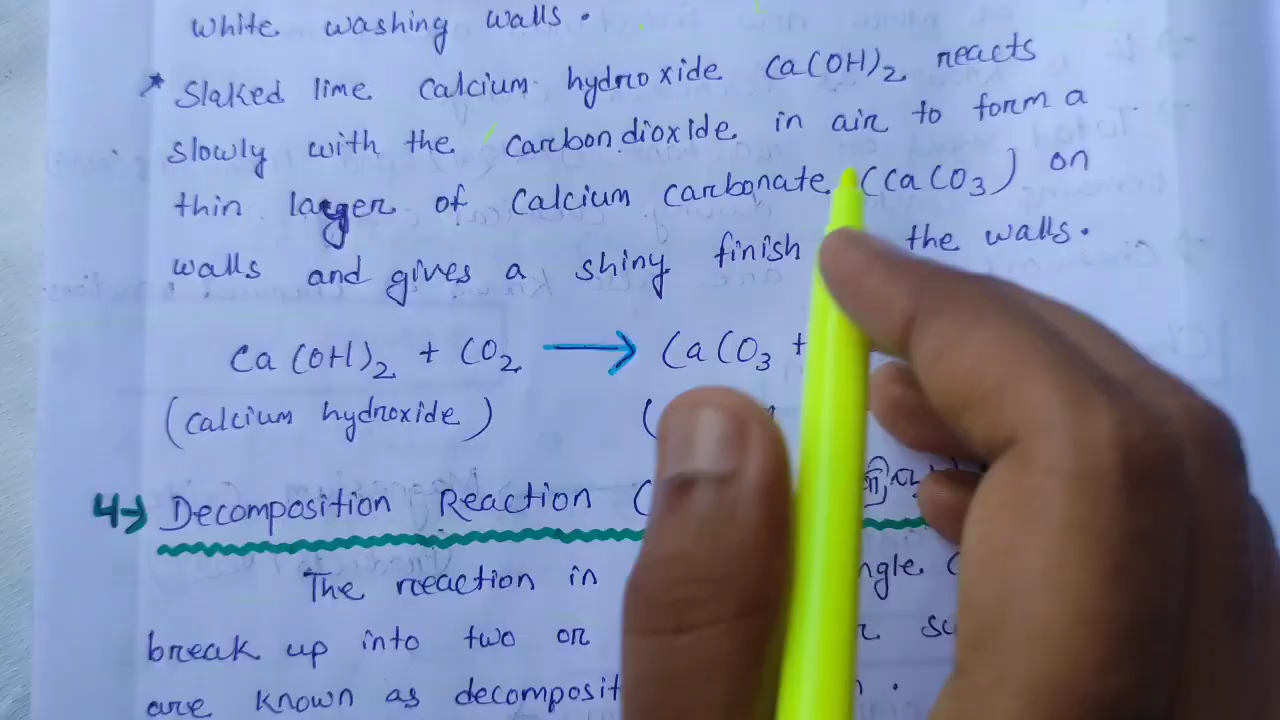 white washing walls.
* Slaked lime calcium hydroxide Ca(OH)2 reacts
slowly with the carbondioxide in air to form a
thin layer of calcium carbonate (CaCO3) on
walls and gives a shiny finish the walls.
Ca(OH)2 + CO2 → CaCO3 +
(calcium hydroxide) (
4→ Decomposition Reaction (
The reaction in
break up into two or
are known as